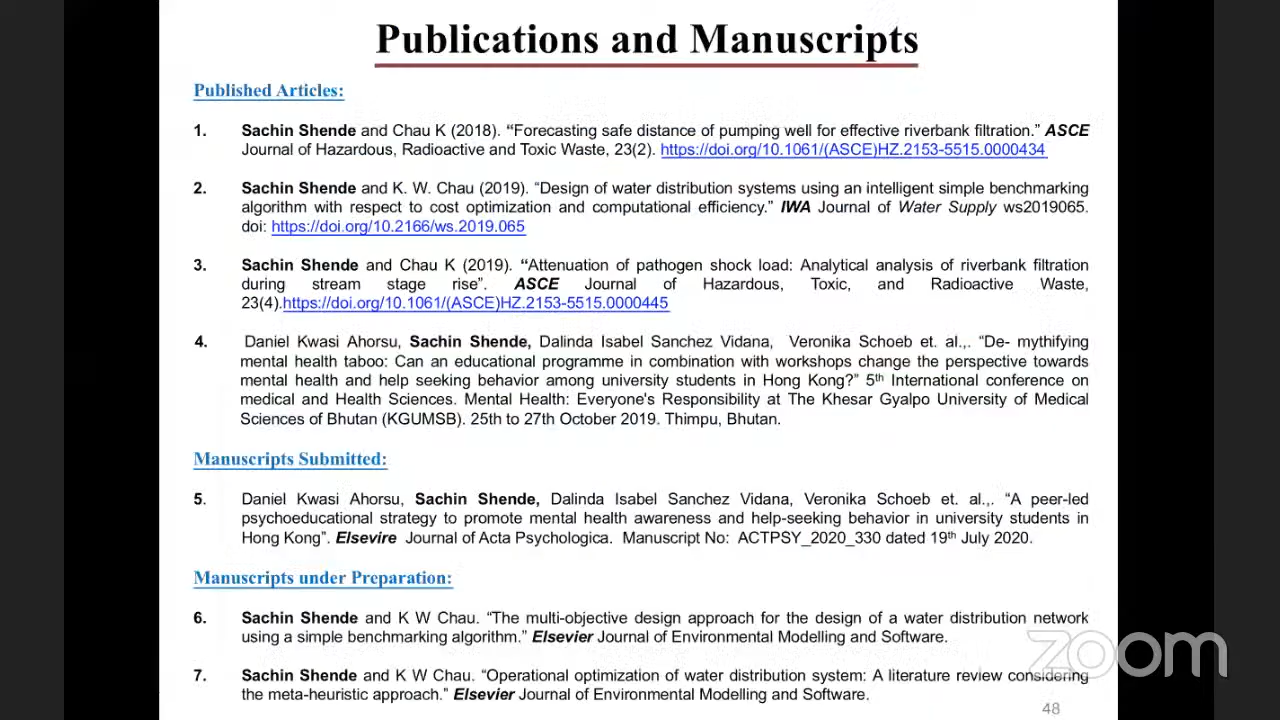 Publications and Manuscripts
Published Articles:
1. Sachin Shende and Chau K (2018). “Forecasting safe distance of pumping well for effective riverbank filtration.” ASCE
Journal of Hazardous, Radioactive and Toxic Waste, 23(2). https://doi.org/10.1061/(ASCE)HZ.2153-5515.0000434
2. Sachin Shende and K. W. Chau (2019). “Design of water distribution systems using an intelligent simple benchmarking
algorithm with respect to cost optimization and computational efficiency.” IWA Journal of Water Supply ws2019065.
doi: https://doi.org/10.2166/ws.2019.065
3. Sachin Shende and Chau K (2019). “Attenuation of pathogen shock load: Analytical analysis of riverbank filtration
during stream stage rise”. ASCE Journal of Hazardous, Toxic, and Radioactive Waste,
23(4).https://doi.org/10.1061/(ASCE)HZ.2153-5515.0000445
4. Daniel Kwasi Ahorsu, Sachin Shende, Dalinda Isabel Sanchez Vidana, Veronika Schoeb et. al.,. “De- mythifying
mental health taboo: Can an educational programme in combination with workshops change the perspective towards
mental health and help seeking behavior among university students in Hong Kong?” 5th International conference on
medical and Health Sciences. Mental Health: Everyone's Responsibility at The Khesar Gyalpo University of Medical
Sciences of Bhutan (KGUMSB). 25th to 27th October 2019. Thimpu, Bhutan.
Manuscripts Submitted:
5. Daniel Kwasi Ahorsu, Sachin Shende, Dalinda Isabel Sanchez Vidana, Veronika Schoeb et. al.,. “A peer-led
psychoeducational strategy to promote mental health awareness and help-seeking behavior in university students in
Hong Kong”. Elsevire Journal of Acta Psychologica. Manuscript No: ACTPSY_2020_330 dated 19th July 2020.
Manuscripts under Preparation:
6. Sachin Shende and K W Chau. “The multi-objective design approach for the design of a water distribution network
using a simple benchmarking algorithm.” Elsevier Journal of Environmental Modelling and Software.
7. Sachin Shende and K W Chau. “Operational optimization of water distribution system: A literature review considering
the meta-heuristic approach.” Elsevier Journal of Environmental Modelling and Software.
zoom
48